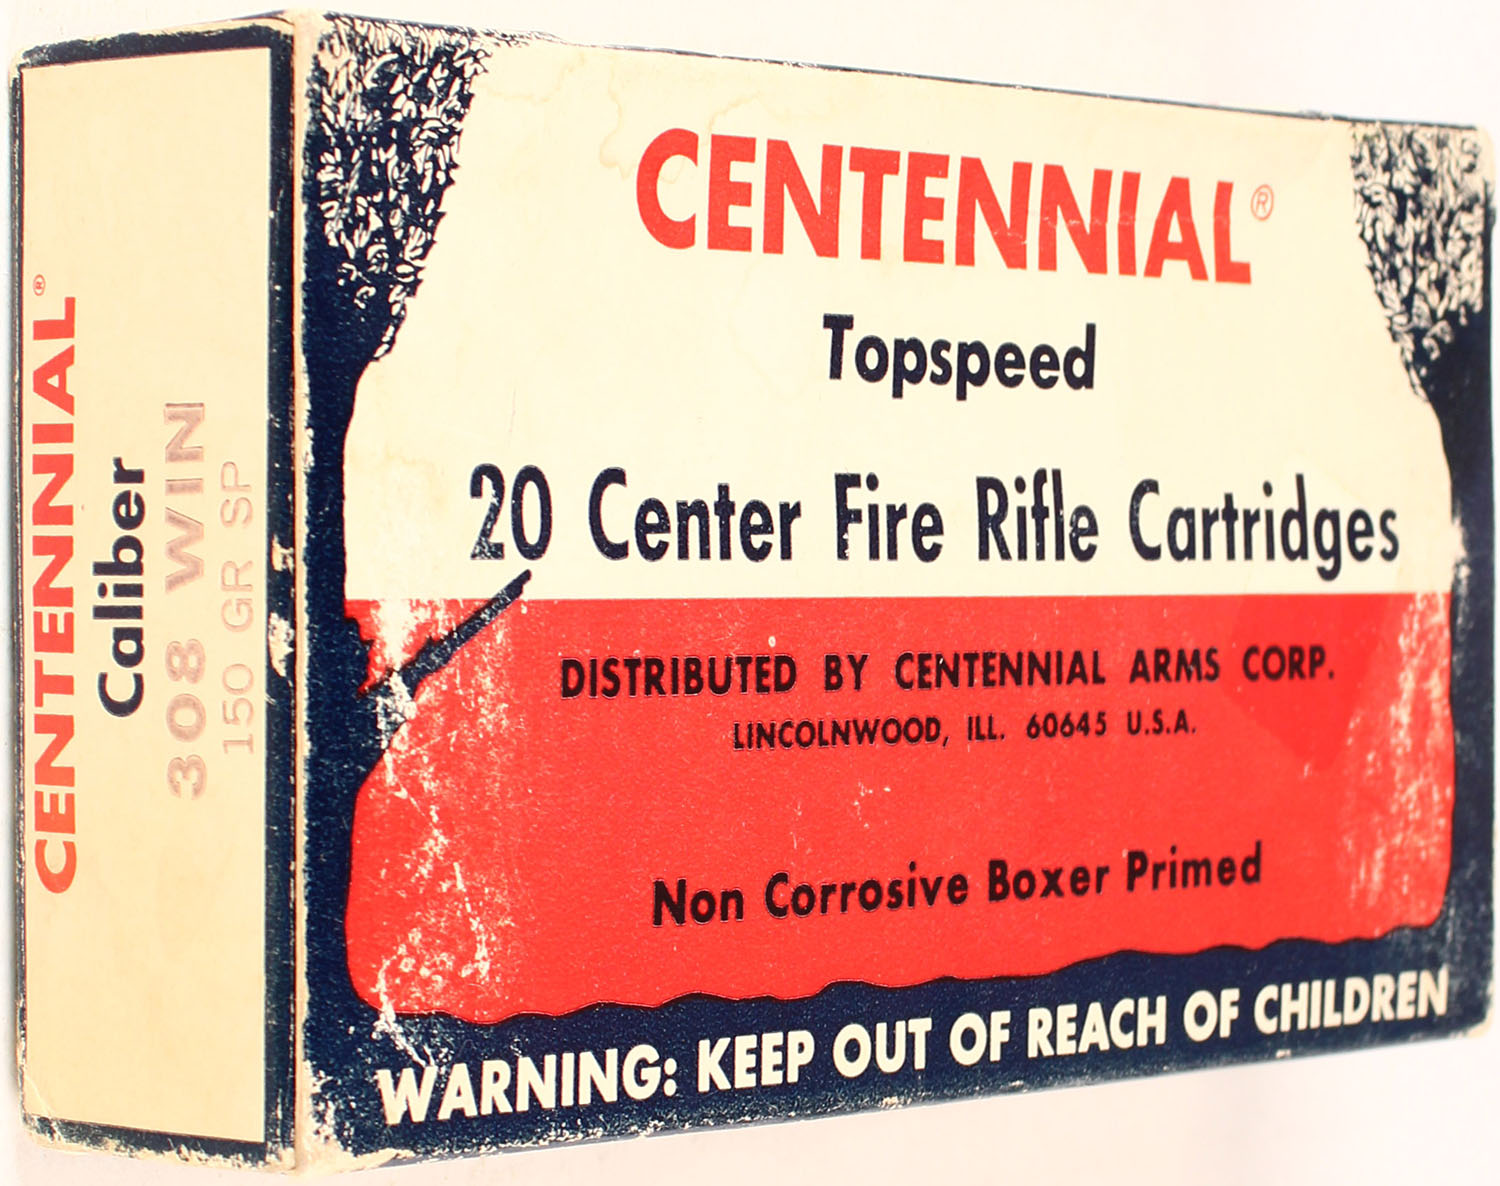 CENTENNIAL®
Caliber
308 WIN
150 GR SP
CENTENNIAL®
Topspeed
20 Center Fire Rifle Cartridges
DISTRIBUTED BY CENTENNIAL ARMS CORP.
LINCOLNWOOD, ILL. 60645 U.S.A.
Non Corrosive Boxer Primed
WARNING: KEEP OUT OF REACH OF CHILDREN